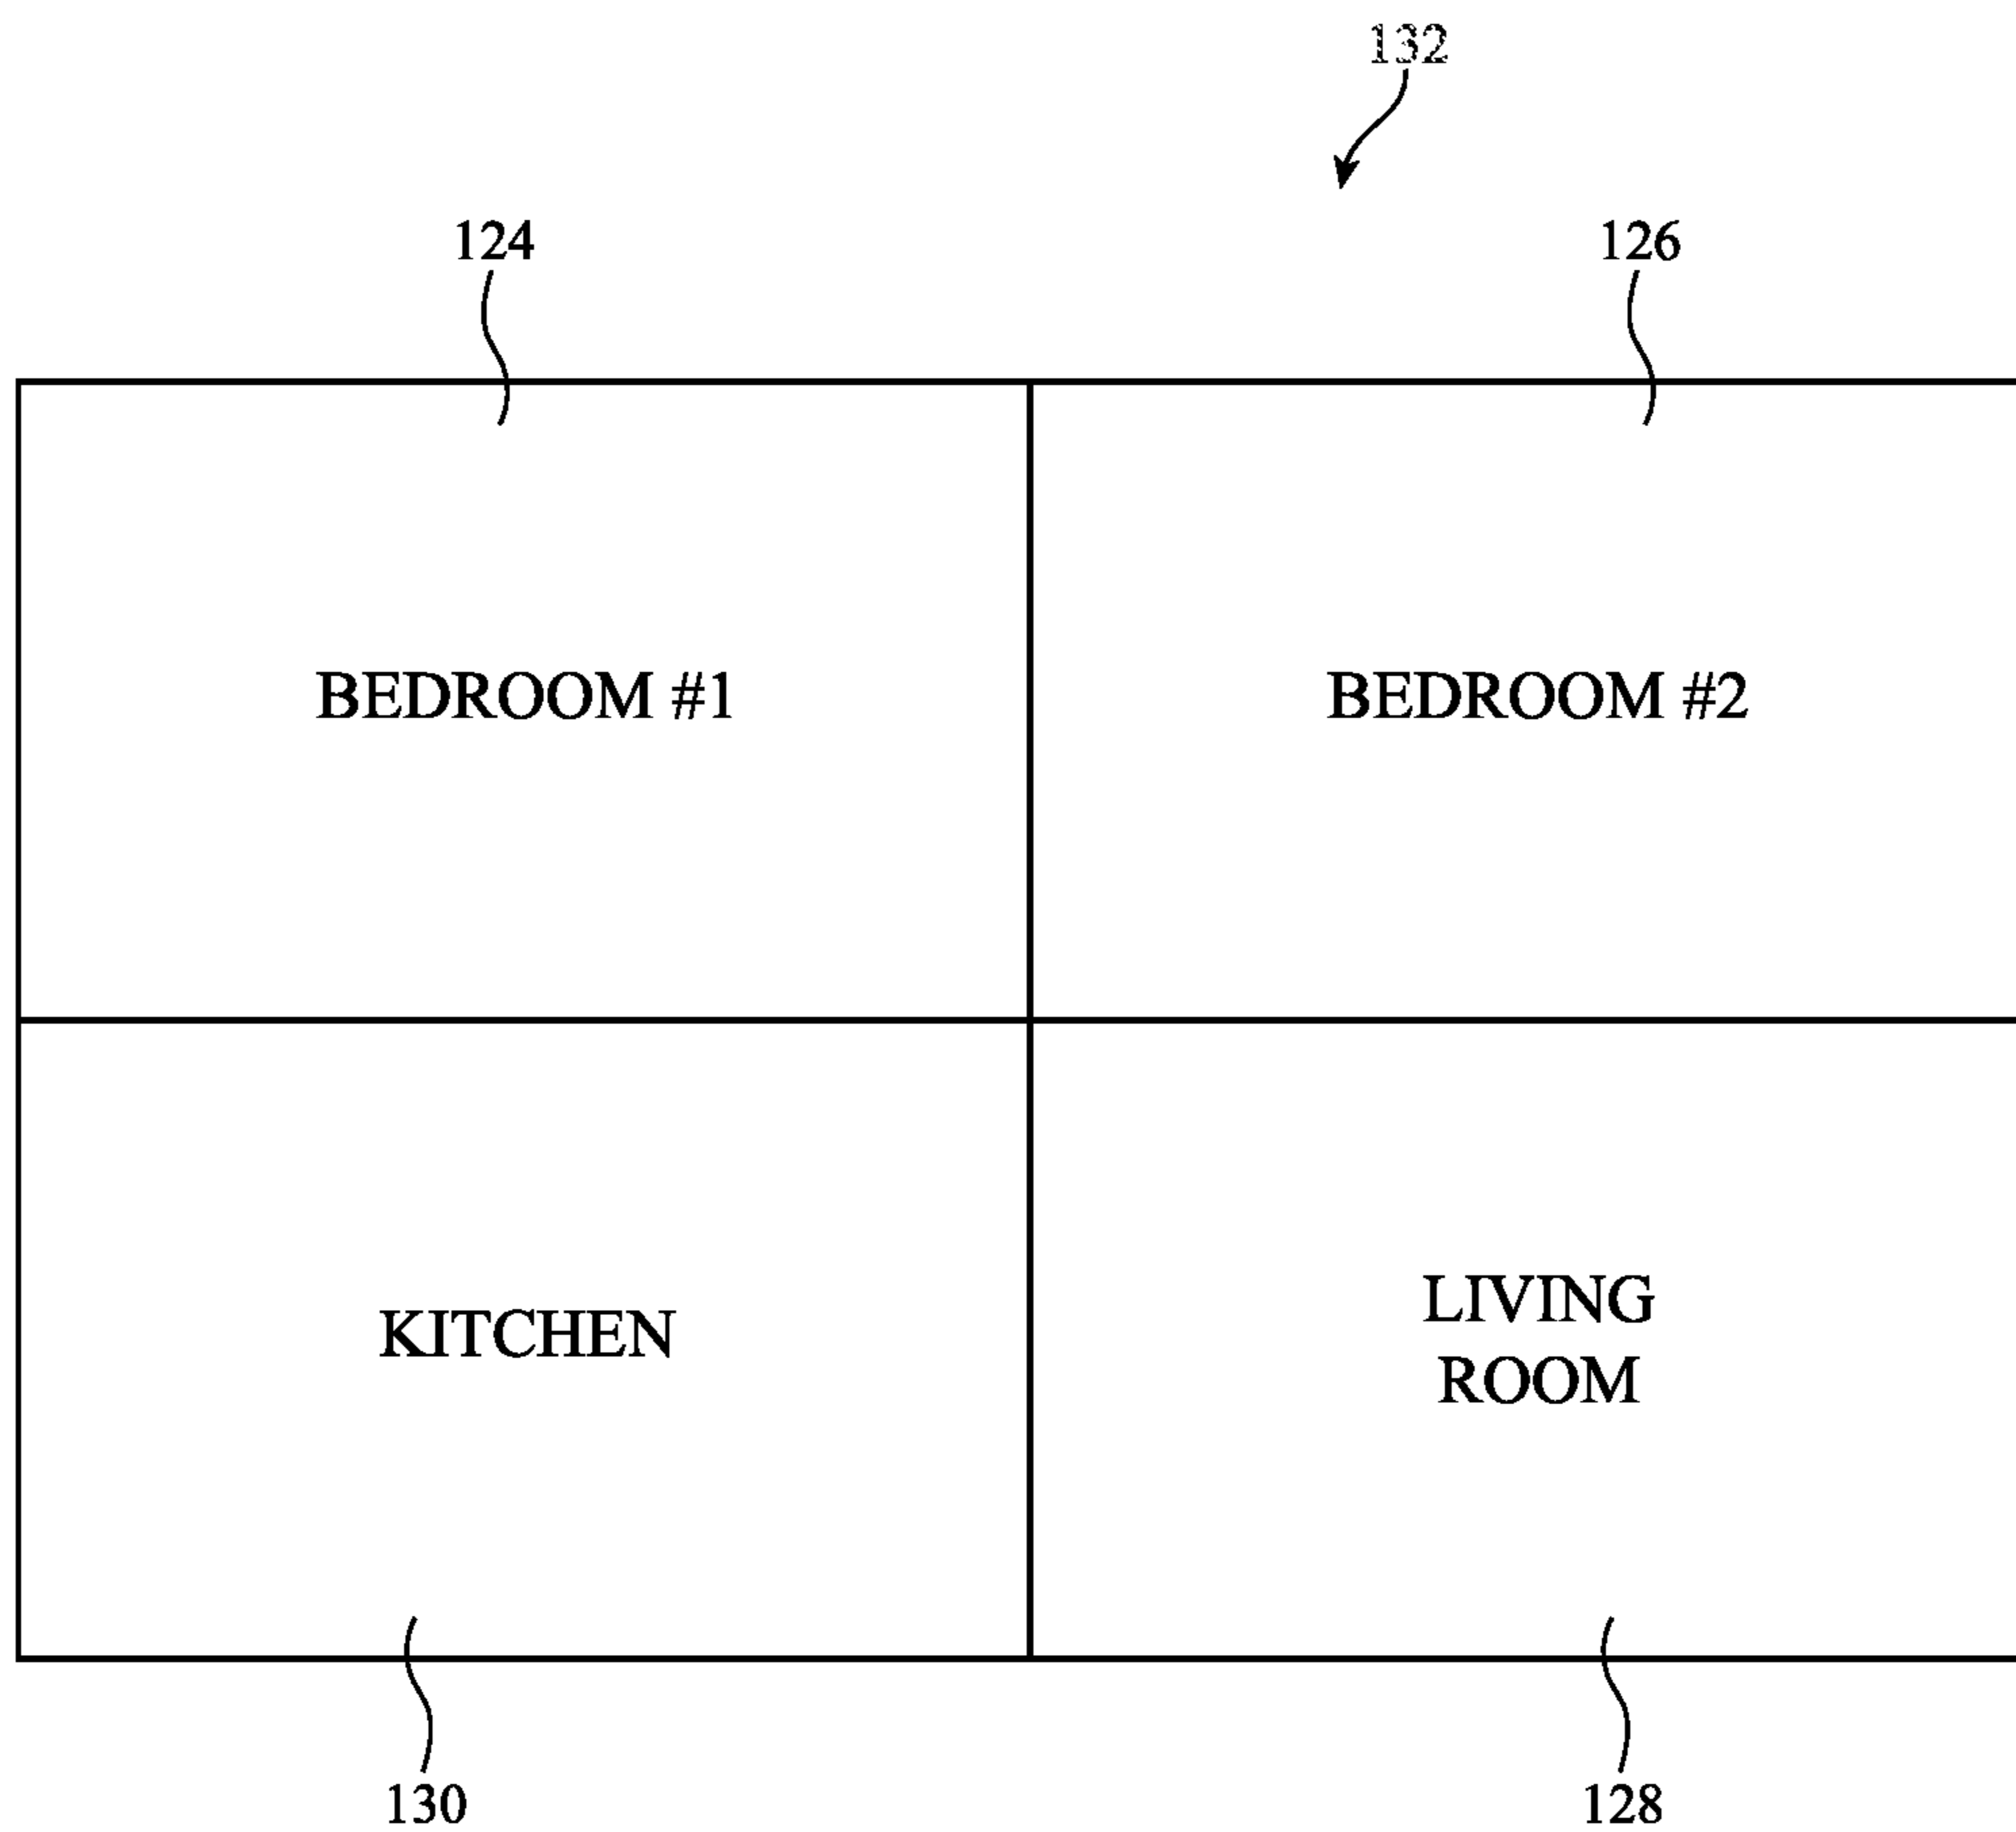 132
124
126
BEDROOM #1
BEDROOM #2
KITCHEN
LIVING
ROOM
130
128